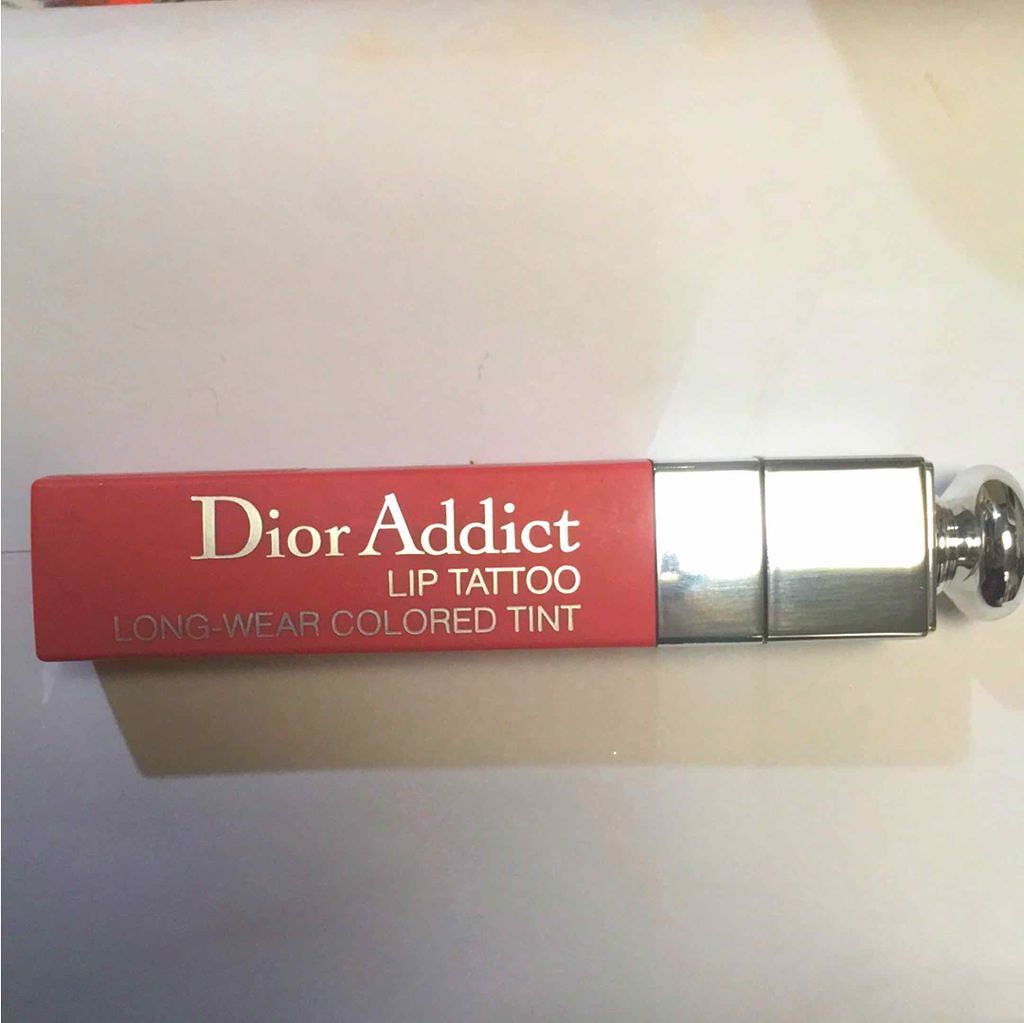 Dior Addict
LIP TATTOO
LONG-WEAR COLORED TINT